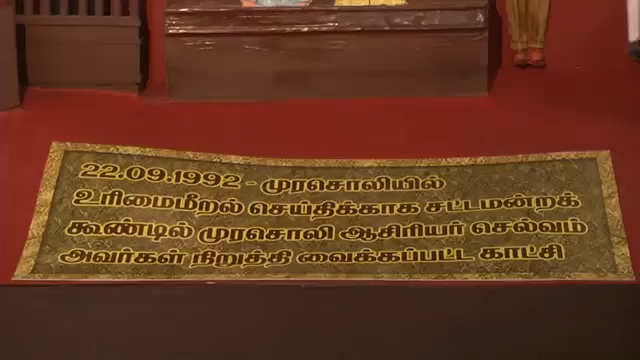 22.09.1992 - முரசொலியில்
உரிமைமீறல் செய்திக்காக சட்டமன்றக்
கூண்டில் முரசொலி ஆசிரியர் செல்வம்
அவர்கள் நிறுத்தி வைக்கப்பட்ட காட்சி